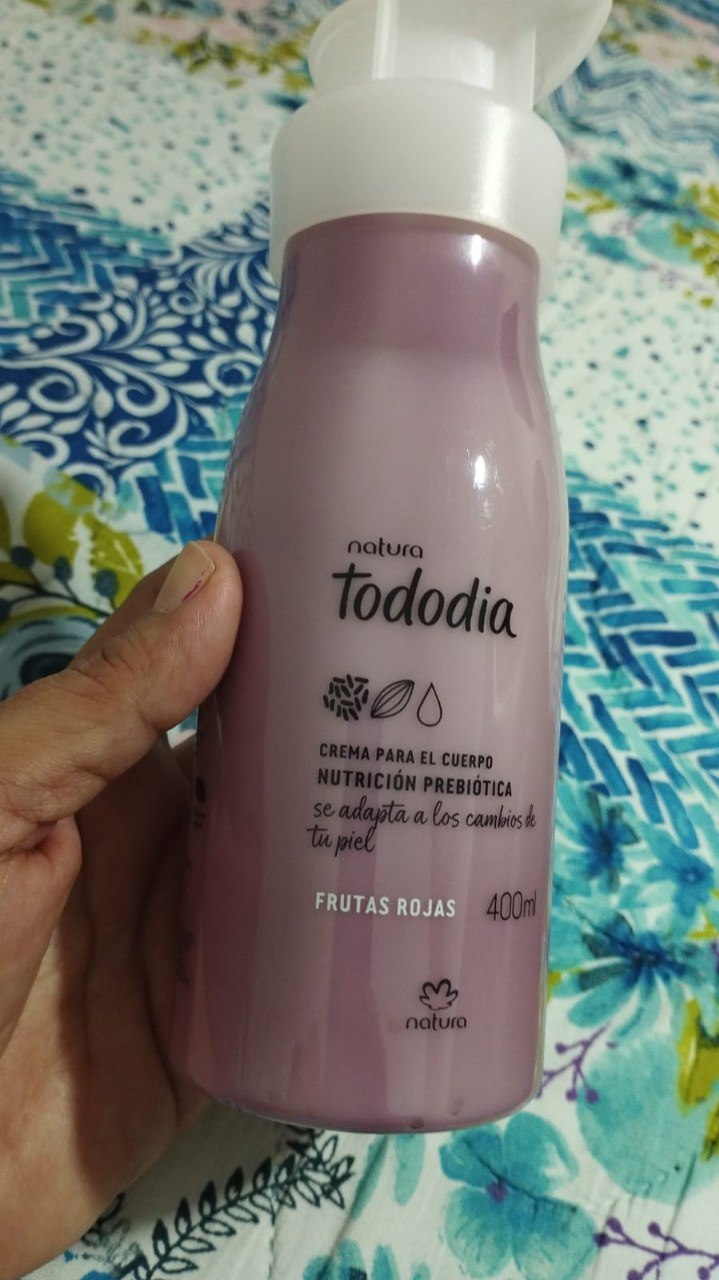 natura
tododia
CREMA PARA EL CUERPO
NUTRICIÓN PREBIÓTICA
se adapta a los cambios de
tu piel
FRUTAS ROJAS 400ml
natura